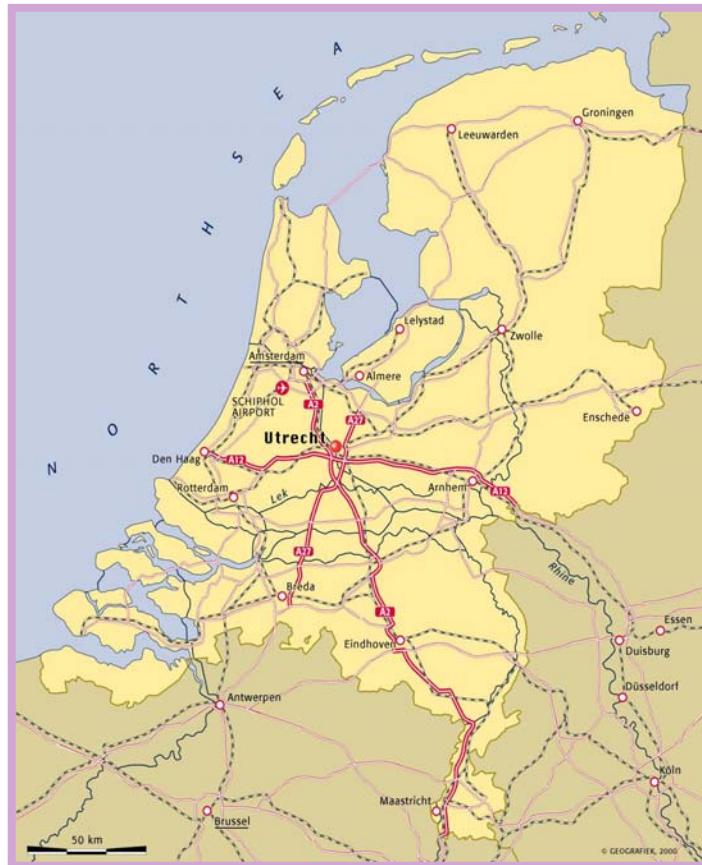 NORTH SEA
Groningen
Leeuwarden
Lelystad
Zwolle
Amsterdam
Almere
SCHIPHOL
AIRPORT
A2
A27
Enschede
Utrecht
Den Haag
A12
Rotterdam
Lek
Arnhem
A12
A27
Rhine
Breda
A2
Essen
Eindhoven
Duisburg
Düsseldorf
Antwerpen
Köln
Maastricht
Brussel
50 km
© GEOGRAFIEK, 2000